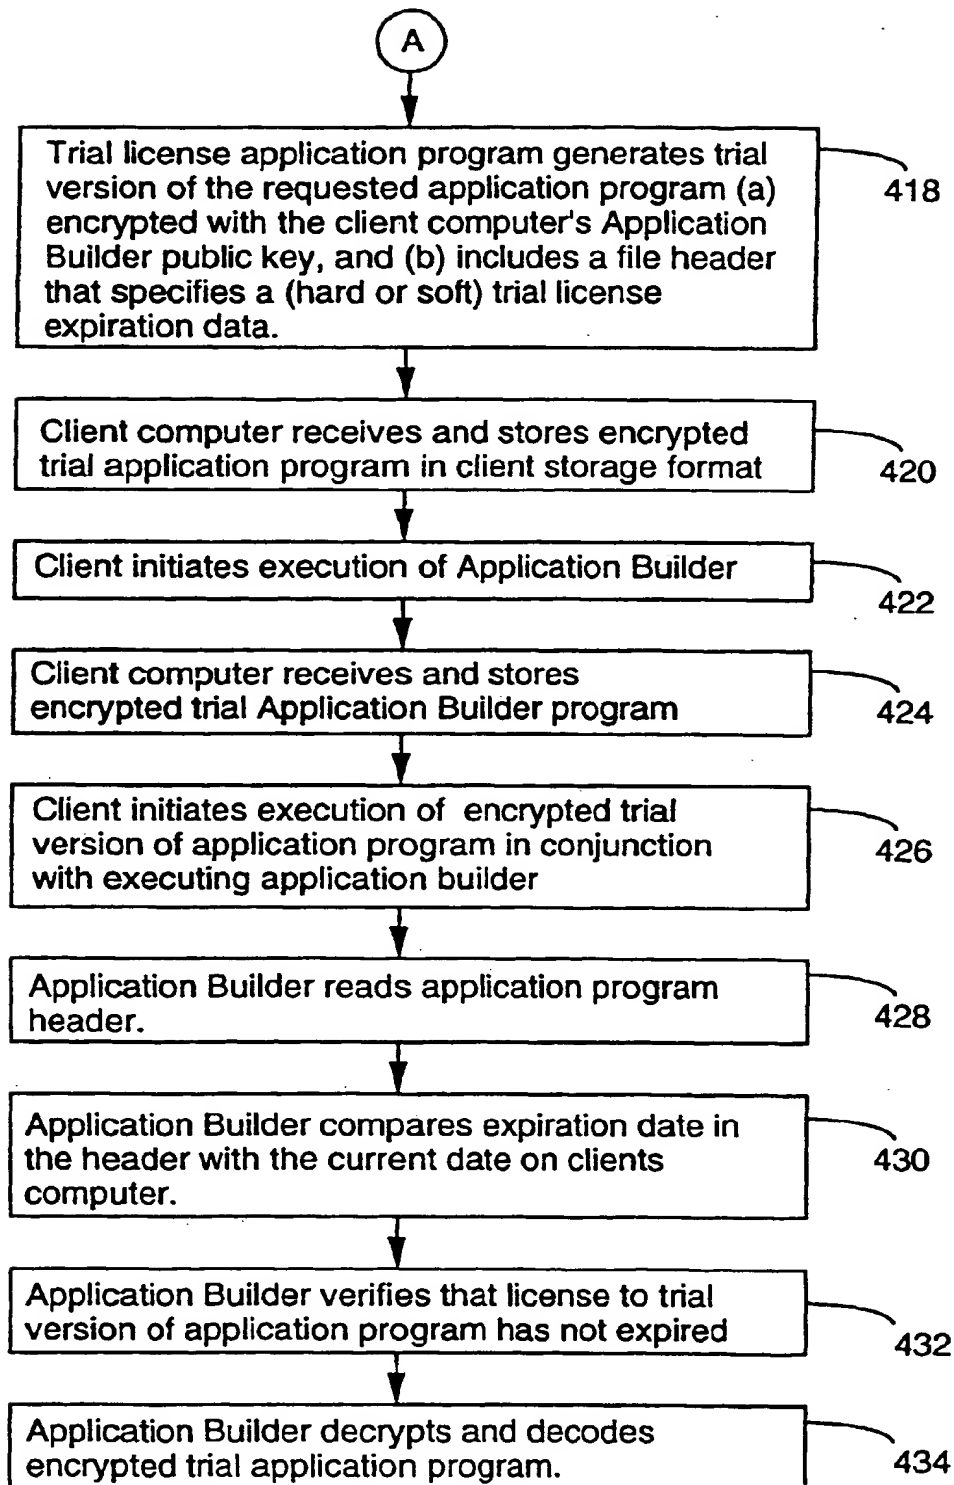 A
Trial license application program generates trial
version of the requested application program (a)
encrypted with the client computer's Application
Builder public key, and (b) includes a file header
that specifies a (hard or soft) trial license
expiration data.
418
Client computer receives and stores encrypted
trial application program in client storage format
420
Client initiates execution of Application Builder
422
Client computer receives and stores
encrypted trial Application Builder program
424
Client initiates execution of encrypted trial
version of application program in conjunction
with executing application builder
426
Application Builder reads application program
header.
428
Application Builder compares expiration date in
the header with the current date on clients
computer.
430
Application Builder verifies that license to trial
version of application program has not expired
432
Application Builder decrypts and decodes
encrypted trial application program.
434